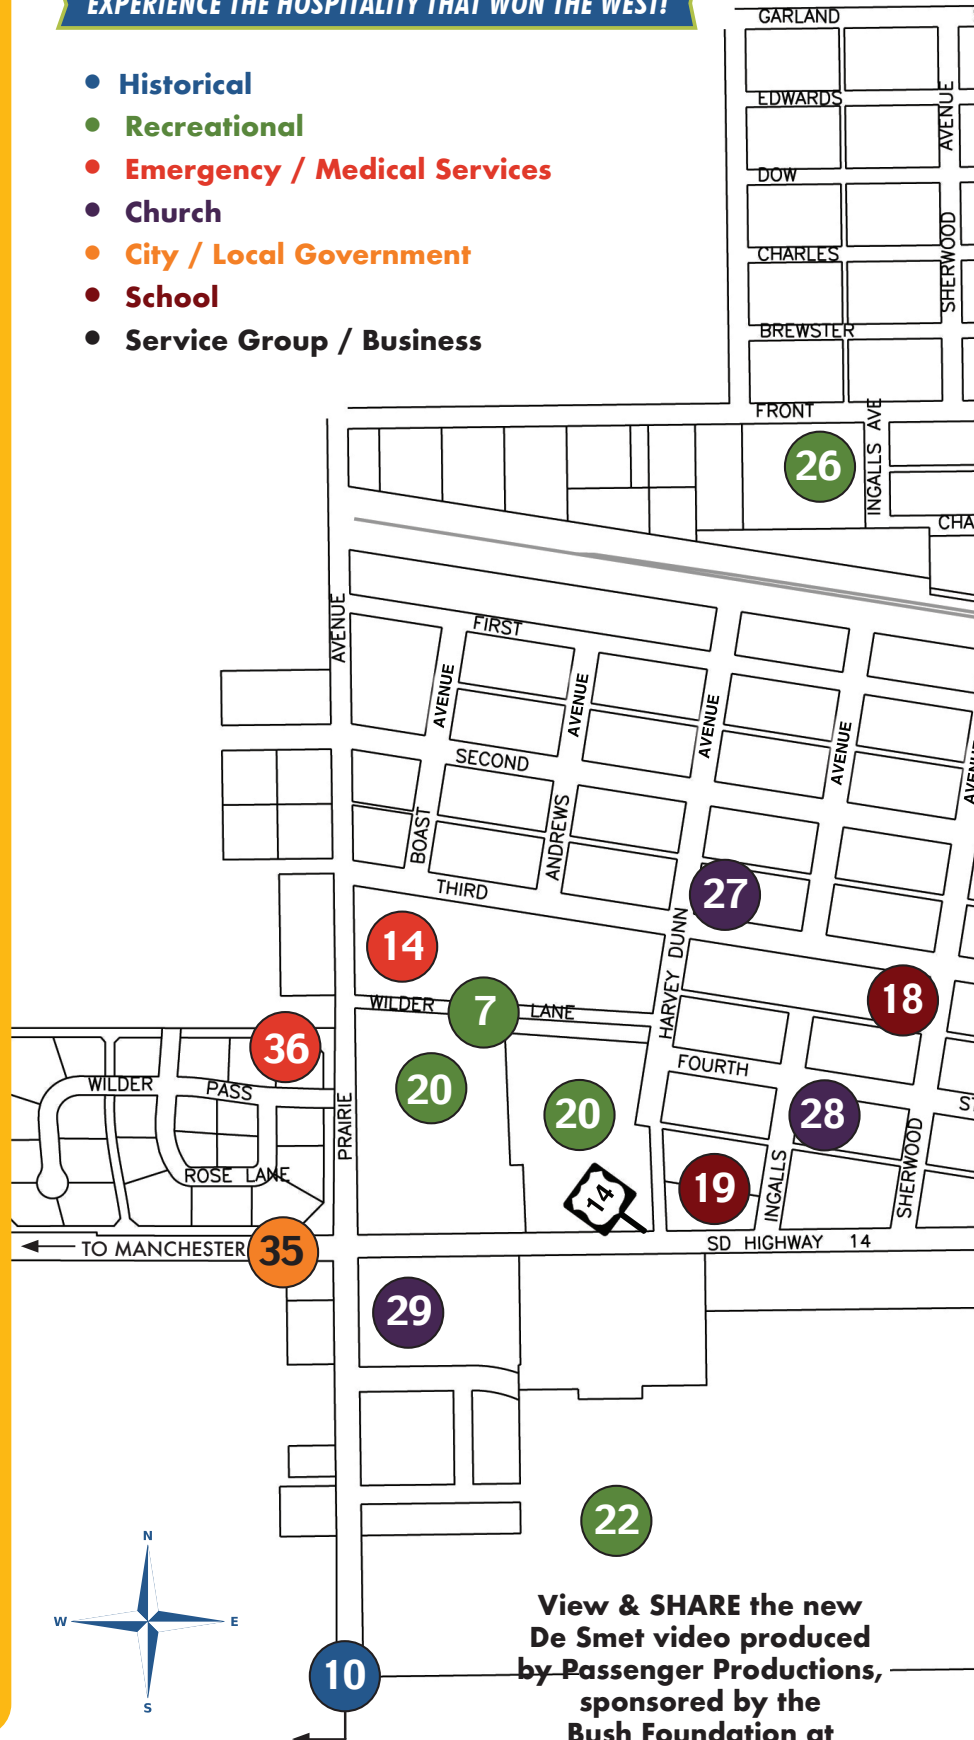 EXPERIENCE THE HOSPITALITY THAT WON THE WEST!
Historical
Recreational
Emergency / Medical Services
Church
City / Local Government
School
Service Group / Business
GARLAND
EDWARDS
AVENUE
DOW
CHARLES
SHERWOOD
BREWSTER
FRONT
INGALLS AVE
26
CHA
AVENUE
FIRST
AVENUE
AVENUE
AVENUE
AVENUE
SECOND
BOAST
ANDREWS
THIRD
27
14
HARVEY DUNN
18
WILDER
7
LANE
36
FOURTH
WILDER
PASS
20
20
28
ST
PRAIRIE
ROSE LANE
14
19
INGALLS
SHERWOOD
TO MANCHESTER
35
SD HIGHWAY 14
29
22
N
W
E
S
10
View & SHARE the new
De Smet video produced
by Passenger Productions,
sponsored by the
Bush Foundation at